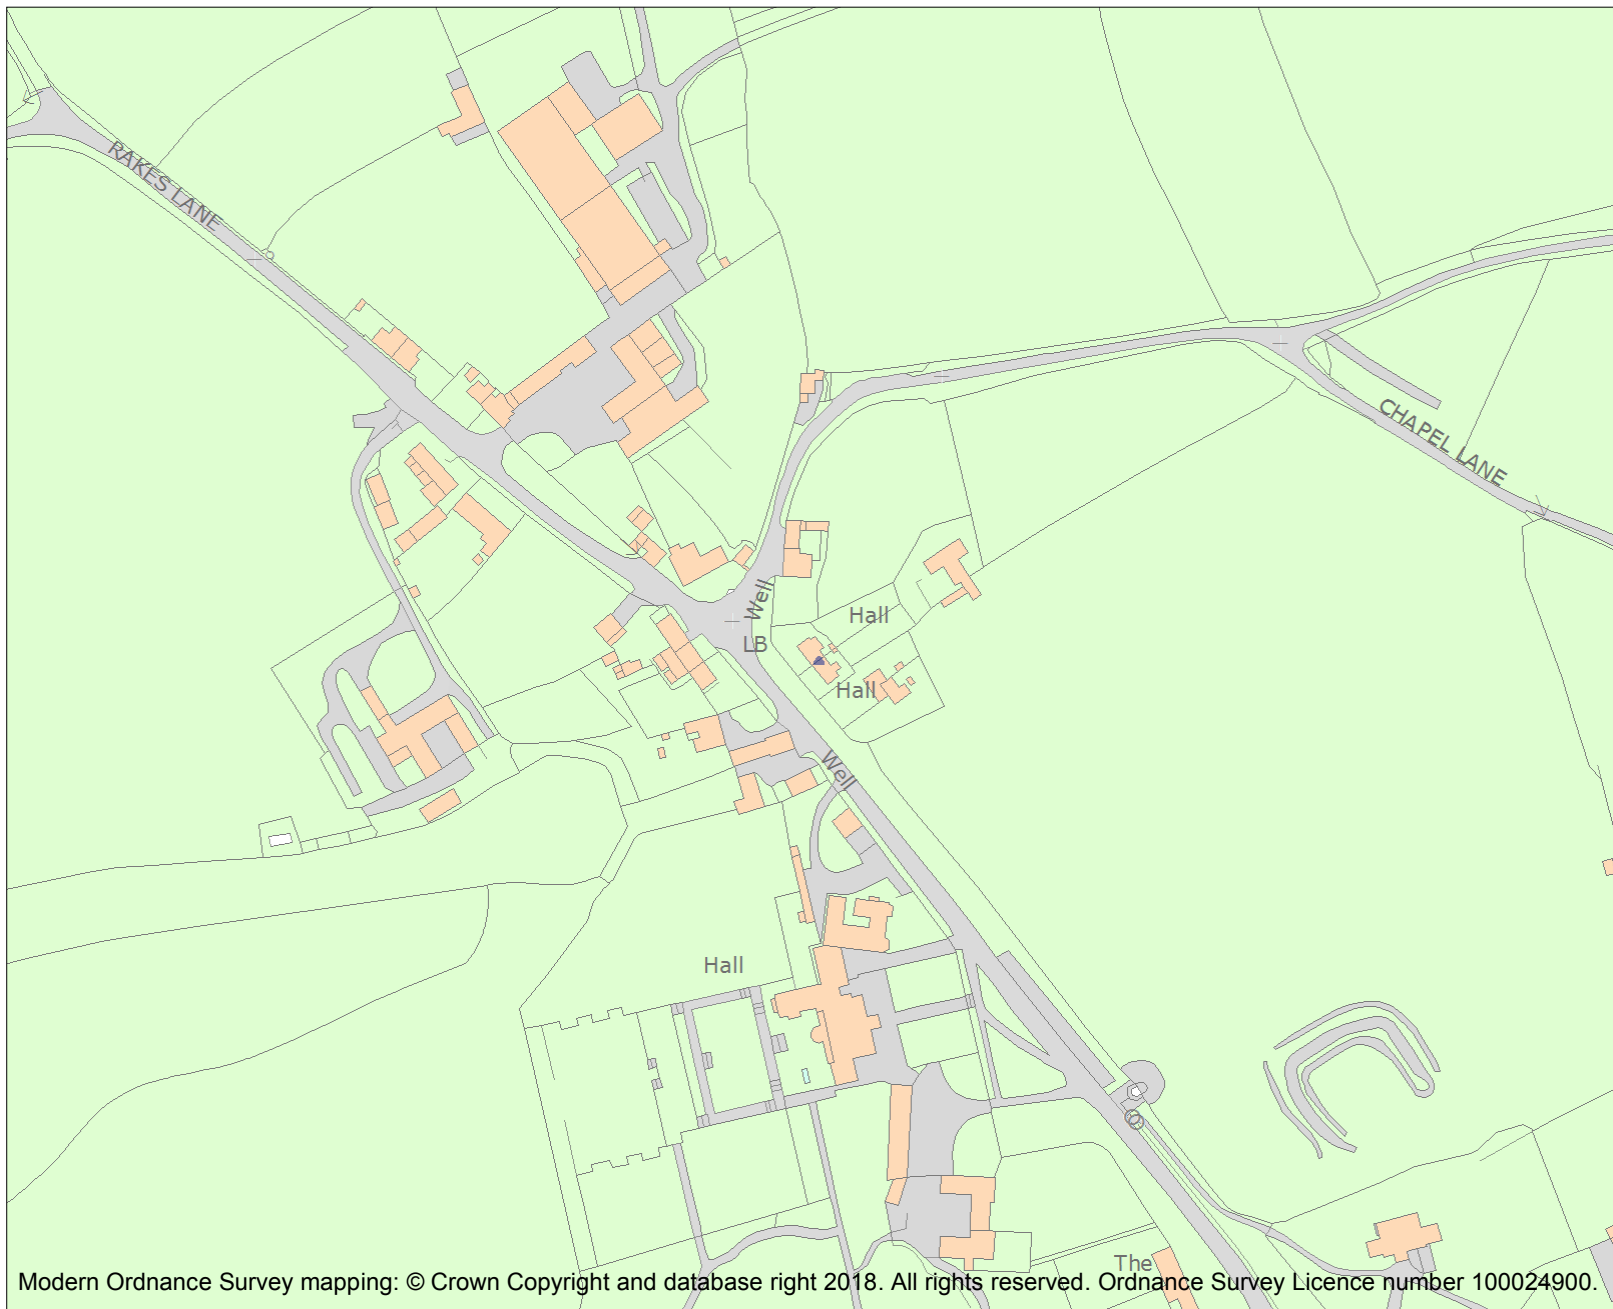 RAKES LANE
CHAPEL LANE
Well
Hall
LB
Hall
Well
Hall
The
Modern Ordnance Survey mapping: © Crown Copyright and database right 2018. All rights reserved. Ordnance Survey Licence number 100024900.